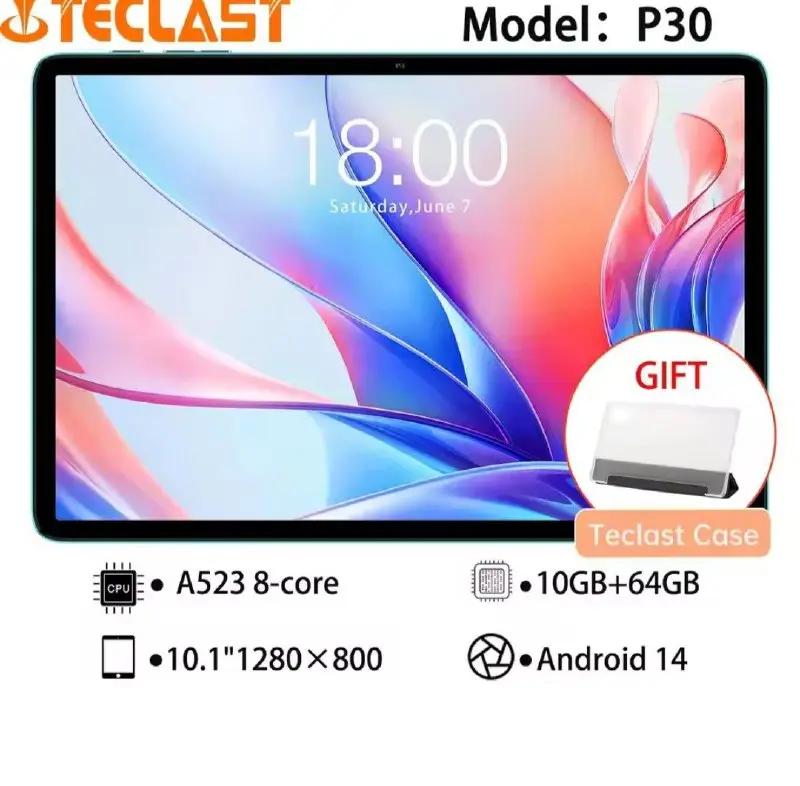 TECLAST
Model：P30
18:00
Saturday,June 7
GIFT
Teclast Case
CPU
• A523 8-core
•10GB+64GB
•10.1"1280×800
•Android 14